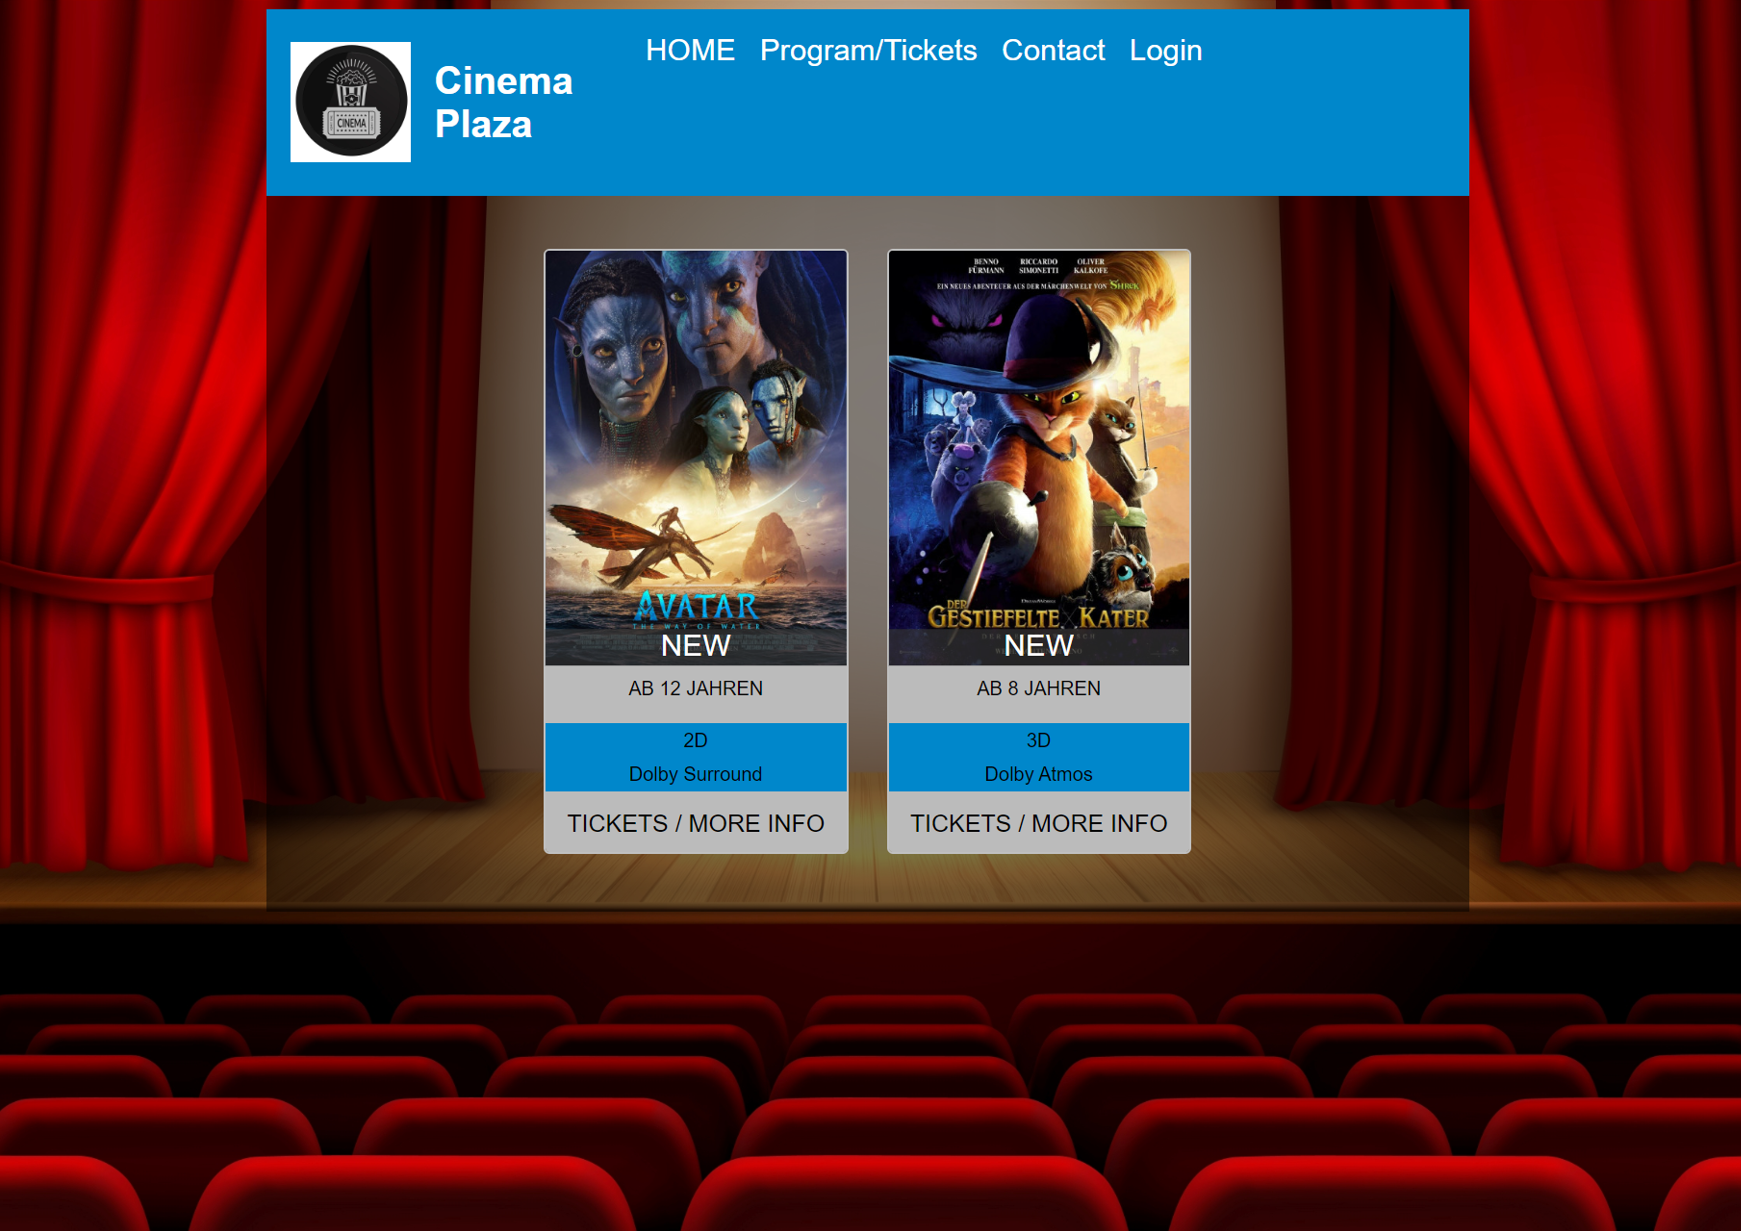 CINEMA
Cinema
Plaza
HOME Program/Tickets Contact Login
AVATAR
THE WAY OF WATER
NEW
AB 12 JAHREN
2D
Dolby Surround
TICKETS / MORE INFO
BENNO FÜRMANN RICCARDO SIMONETTI OLIVER KALKOFE
EIN NEUES ABENTEUER AUS DER MÄRCHENWELT VON SHREK
DREAMWORKS
DER
GESTIEFELTE KATER
NEW
AB 8 JAHREN
3D
Dolby Atmos
TICKETS / MORE INFO